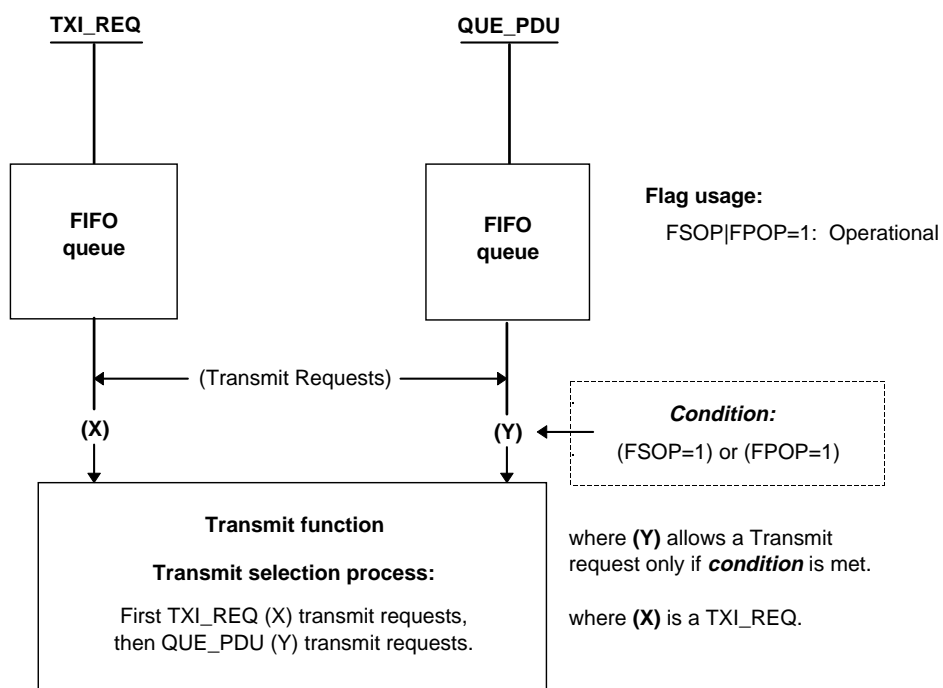 TXI_REQ
QUE_PDU
FIFO
queue
FIFO
queue
Flag usage:
FSOP|FPOP=1: Operational
(Transmit Requests)
(X)
(Y)
Condition:
(FSOP=1) or (FPOP=1)
Transmit function
Transmit selection process:
First TXI_REQ (X) transmit requests,
then QUE_PDU (Y) transmit requests.
where (Y) allows a Transmit
request only if condition is met.
where (X) is a TXI_REQ.